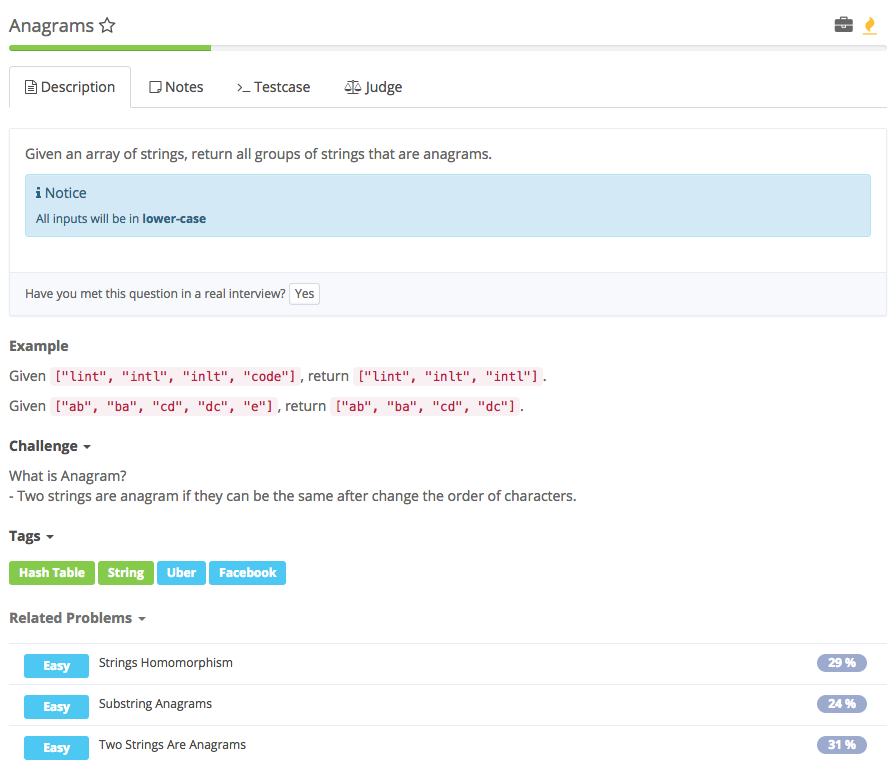 Anagrams
Description Notes >_ Testcase Judge
Given an array of strings, return all groups of strings that are anagrams.
Notice
All inputs will be in lower-case
Have you met this question in a real interview? Yes
Example
Given ["lint", "intl", "inlt", "code"], return ["lint", "inlt", "intl"].
Given ["ab", "ba", "cd", "dc", "e"], return ["ab", "ba", "cd", "dc"].
Challenge
What is Anagram?
- Two strings are anagram if they can be the same after change the order of characters.
Tags
Hash Table String Uber Facebook
Related Problems
Easy Strings Homomorphism 29 %
Easy Substring Anagrams 24 %
Easy Two Strings Are Anagrams 31 %